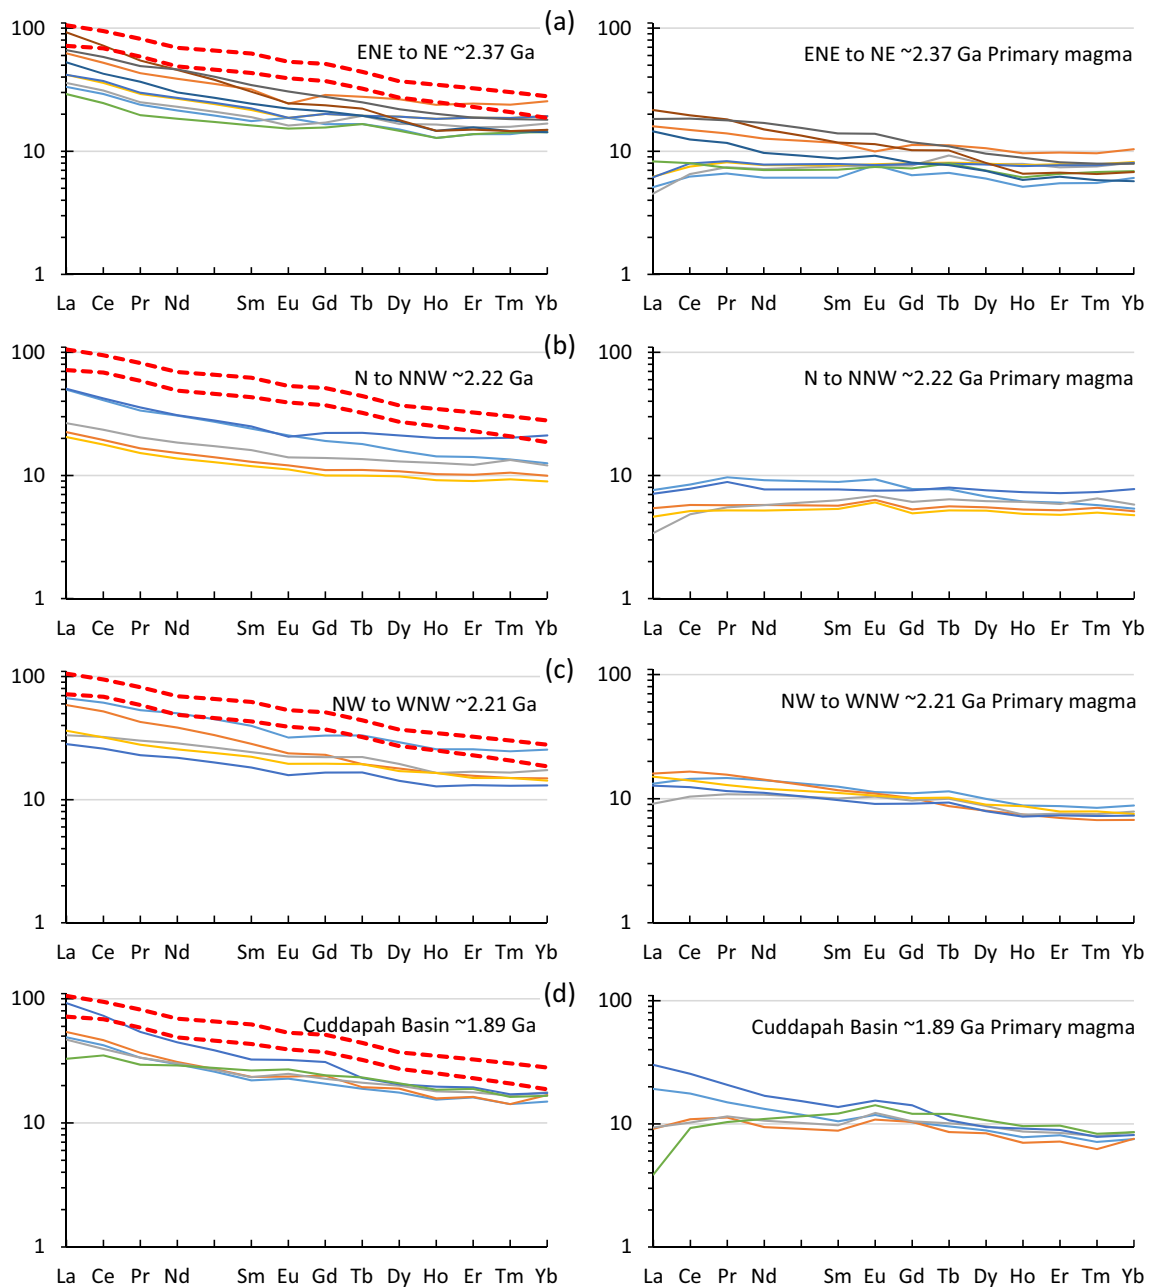 (a)
100
10
1
ENE to NE ~2.37 Ga
La Ce Pr Nd Sm Eu Gd Tb Dy Ho Er Tm Yb
100
10
1
ENE to NE ~2.37 Ga Primary magma
La Ce Pr Nd Sm Eu Gd Tb Dy Ho Er Tm Yb
(b)
100
10
1
N to NNW ~2.22 Ga
La Ce Pr Nd Sm Eu Gd Tb Dy Ho Er Tm Yb
100
10
1
N to NNW ~2.22 Ga Primary magma
La Ce Pr Nd Sm Eu Gd Tb Dy Ho Er Tm Yb
(c)
100
10
1
NW to WNW ~2.21 Ga
La Ce Pr Nd Sm Eu Gd Tb Dy Ho Er Tm Yb
100
10
1
NW to WNW ~2.21 Ga Primary magma
La Ce Pr Nd Sm Eu Gd Tb Dy Ho Er Tm Yb
(d)
100
10
1
Cuddapah Basin ~1.89 Ga
La Ce Pr Nd Sm Eu Gd Tb Dy Ho Er Tm Yb
100
10
1
Cuddapah Basin ~1.89 Ga Primary magma
La Ce Pr Nd Sm Eu Gd Tb Dy Ho Er Tm Yb